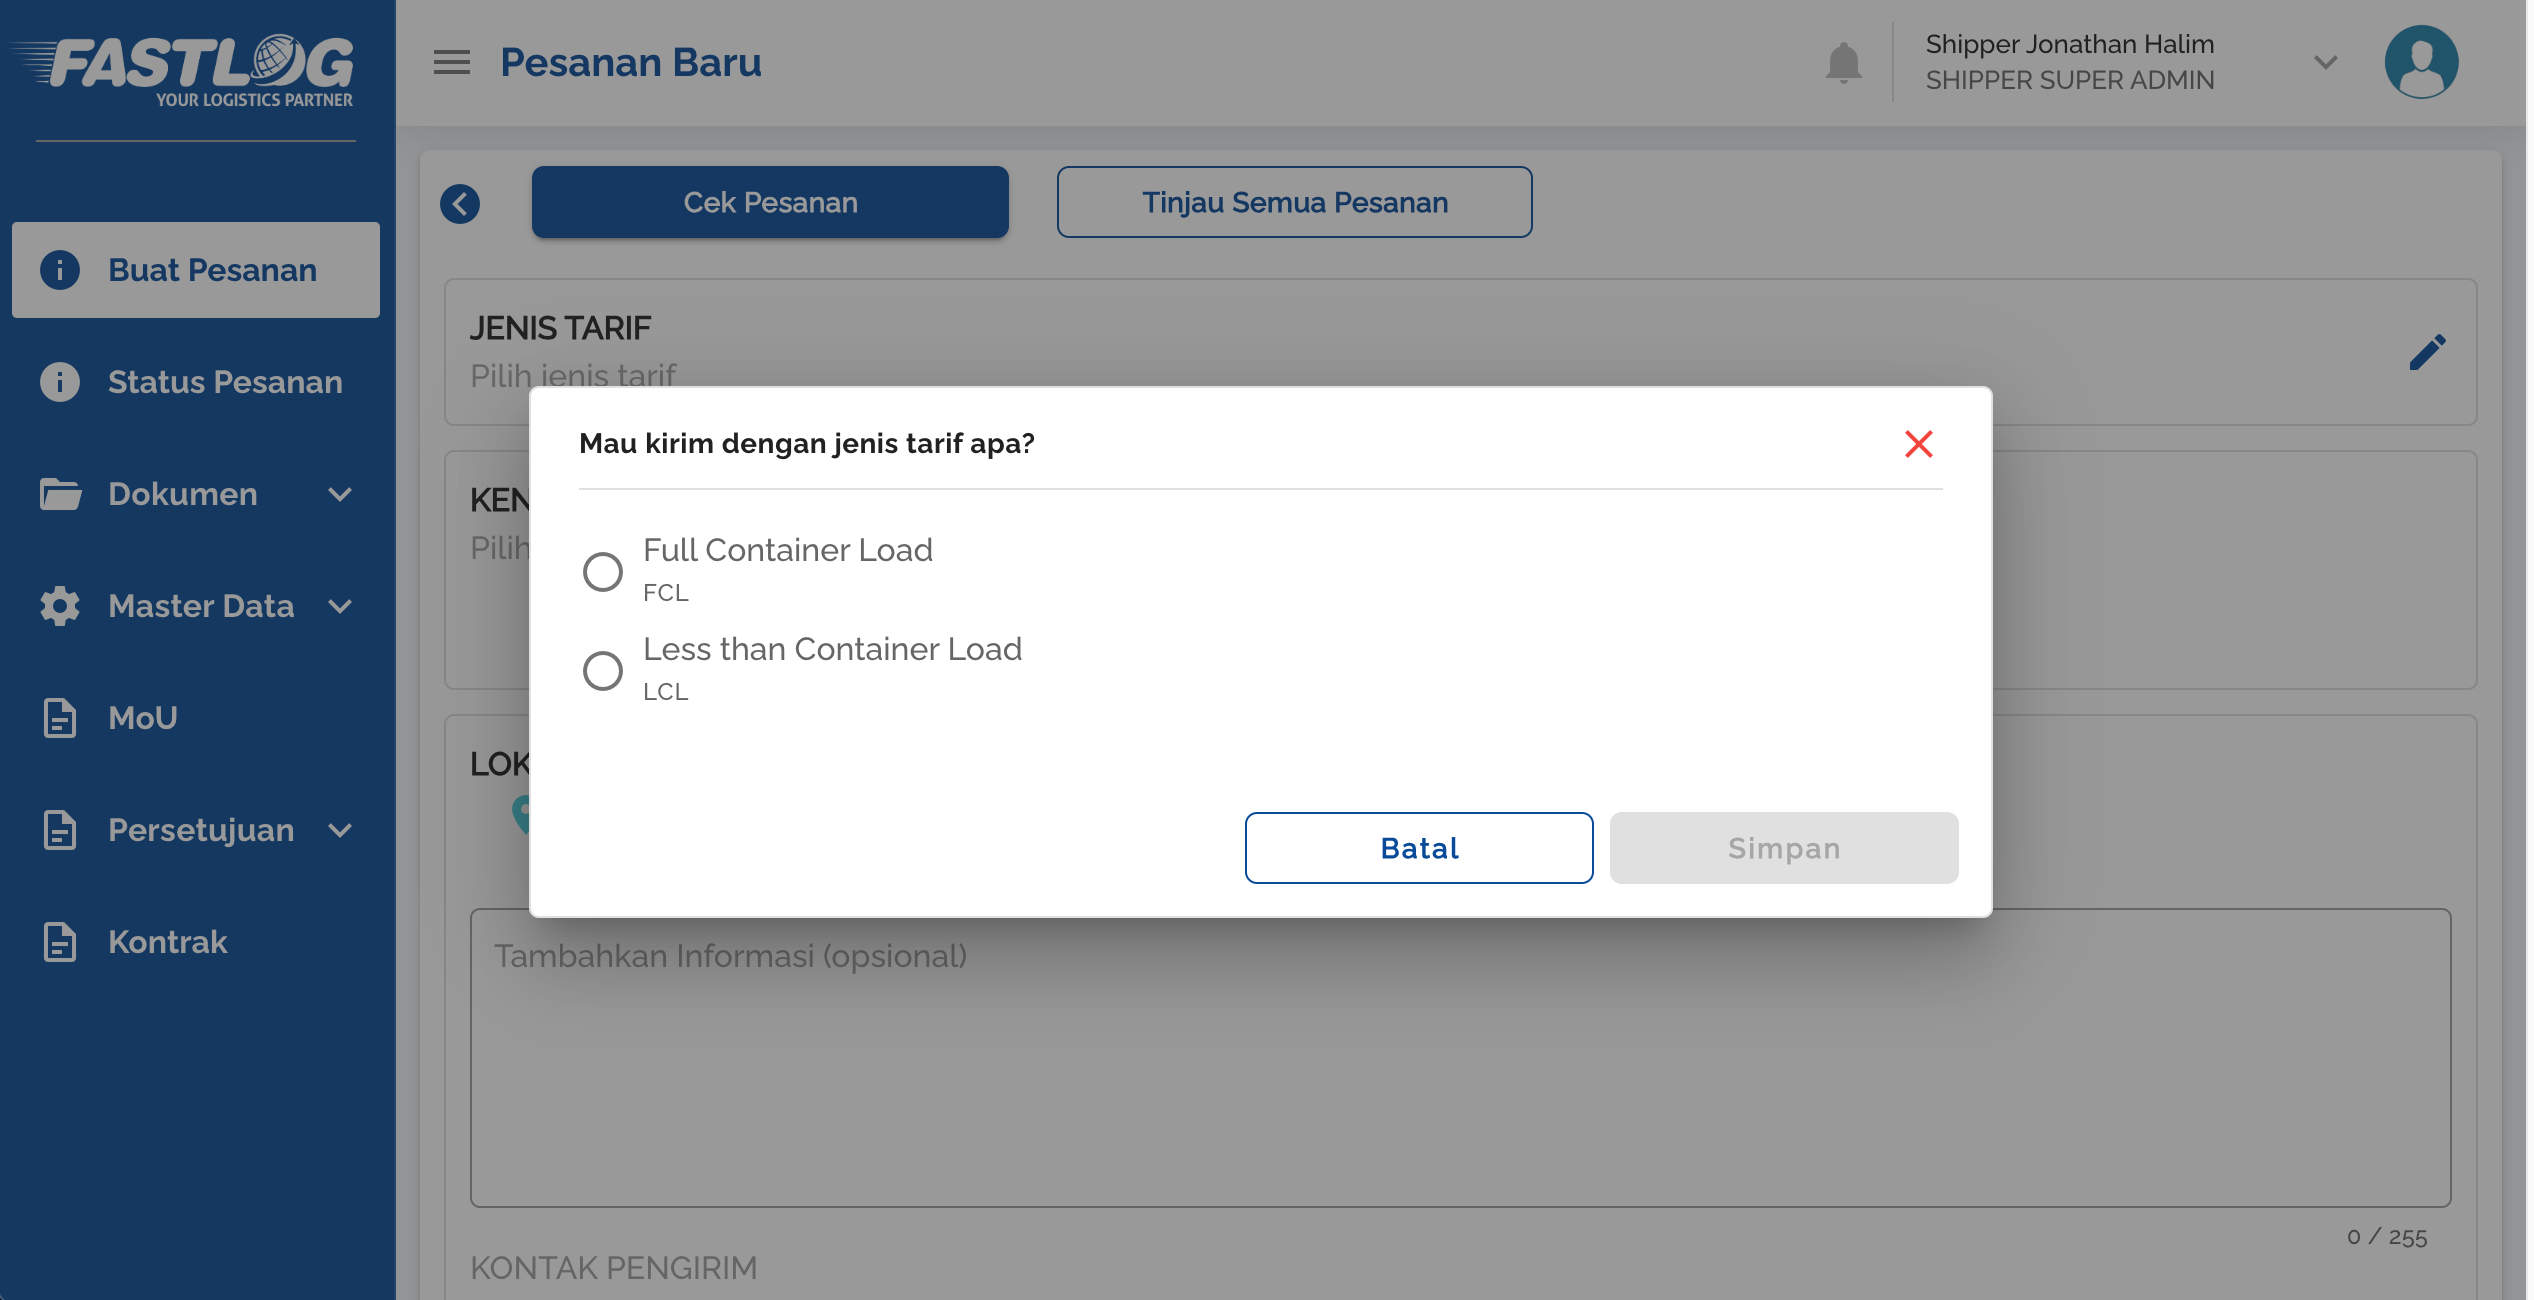 FASTLOG
YOUR LOGISTICS PARTNER
Buat Pesanan
Status Pesanan
Dokumen
Master Data
MoU
Persetujuan
Kontrak
Pesanan Baru
Shipper Jonathan Halim
SHIPPER SUPER ADMIN
Cek Pesanan
Tinjau Semua Pesanan
JENIS TARIF
Pilih jenis tarif
KEN
Pilih
LOK
Mau kirim dengan jenis tarif apa?
Full Container Load
FCL
Less than Container Load
LCL
Batal
Simpan
Tambahkan Informasi (opsional)
0 / 255
KONTAK PENGIRIM